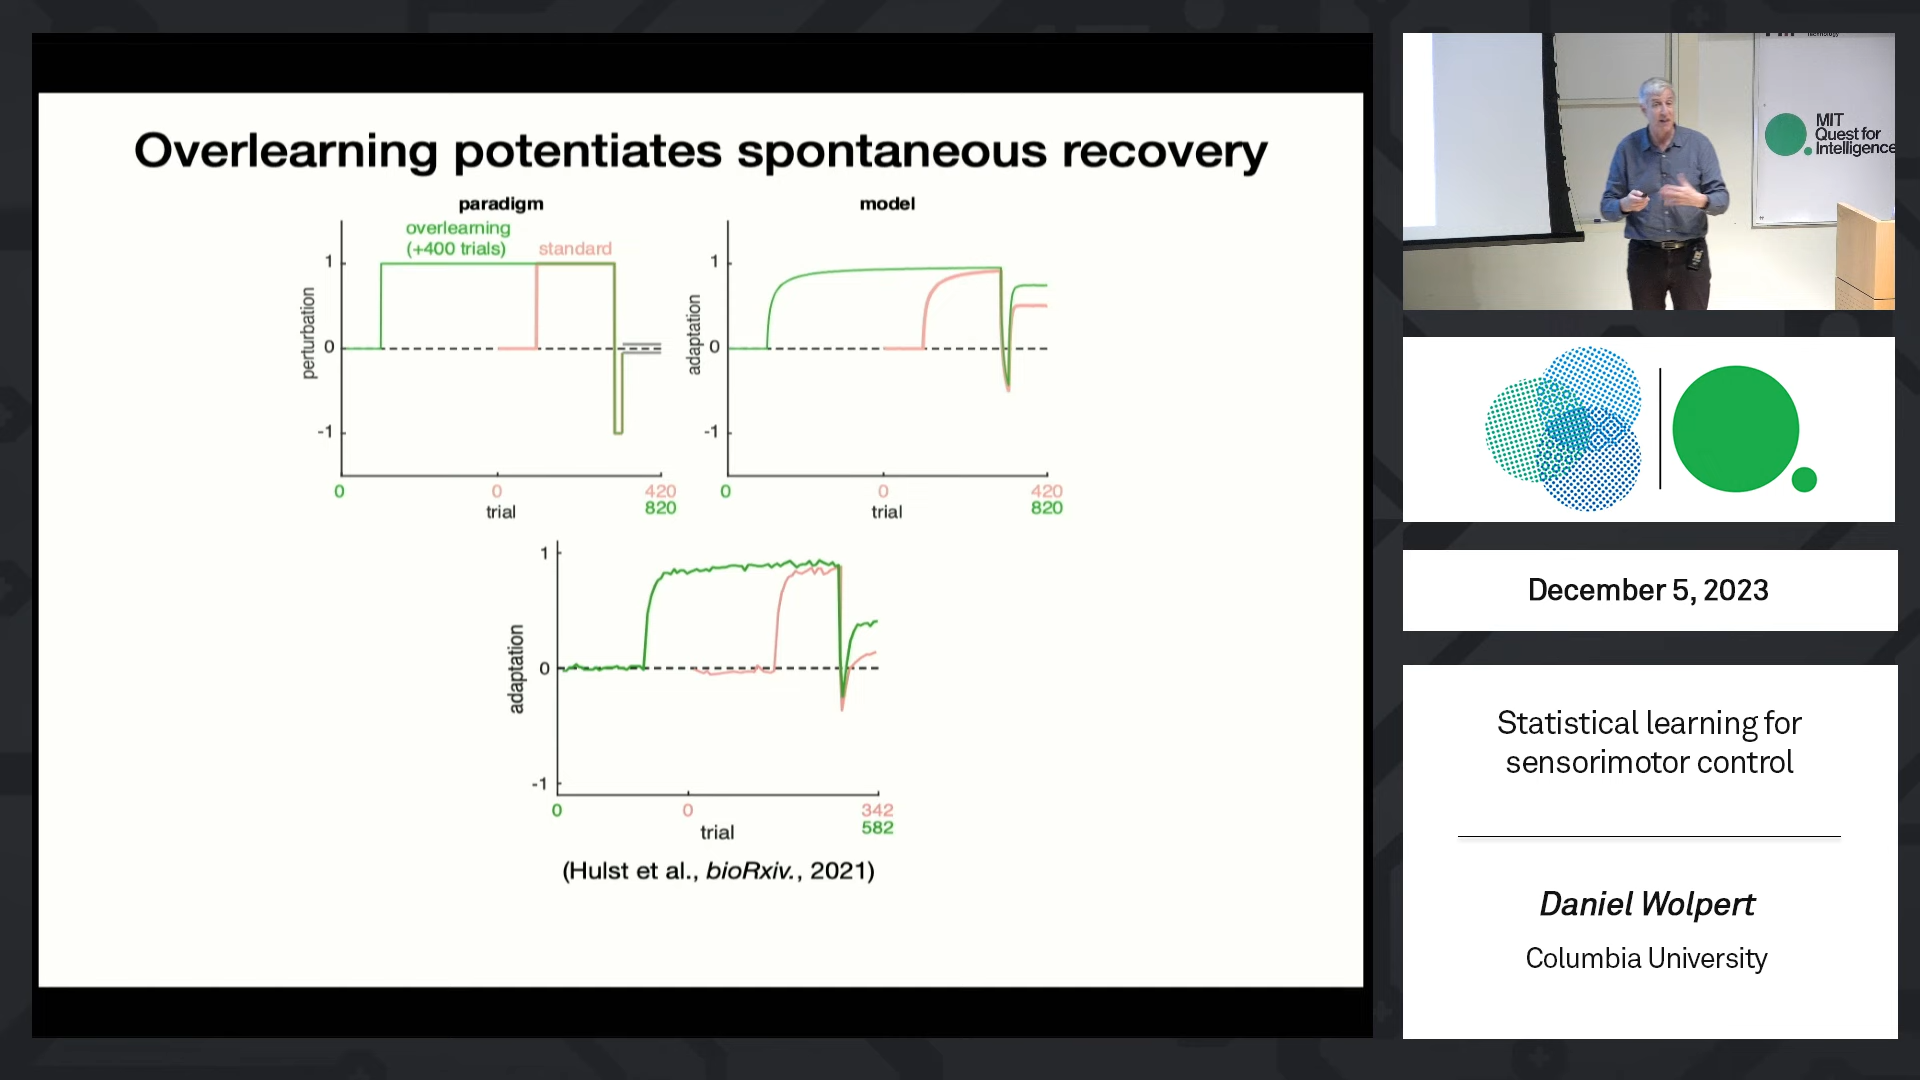 Overlearning potentiates spontaneous recovery
paradigm
overlearning
(+400 trials)
standard
1
0
-1
perturbation
0
0
420
820
trial
model
1
0
-1
adaptation
0
0
420
820
trial
1
0
-1
adaptation
0
0
342
582
trial
(Hulst et al., bioRxiv., 2021)
MIT
Quest for
Intelligence
December 5, 2023
Statistical learning for
sensorimotor control
Daniel Wolpert
Columbia University